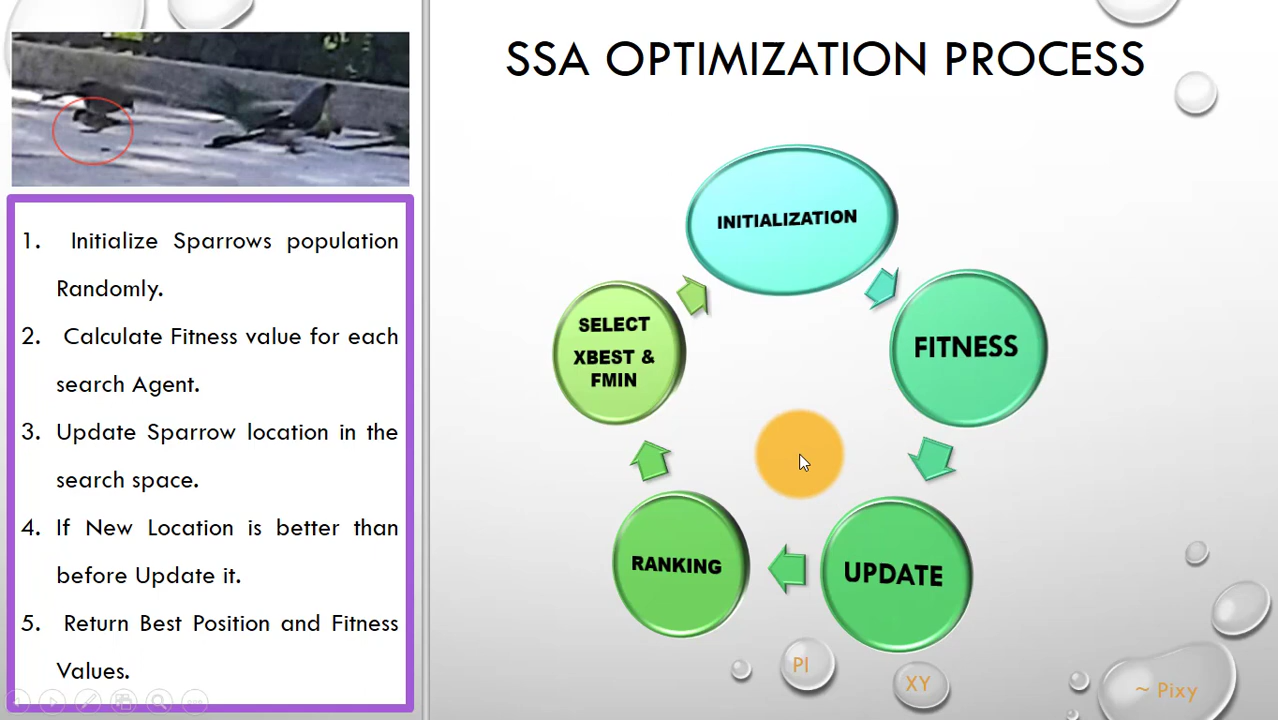 SSA OPTIMIZATION PROCESS
1. Initialize Sparrows population
Randomly.
2. Calculate Fitness value for each
search Agent.
3. Update Sparrow location in the
search space.
4. If New Location is better than
before Update it.
5. Return Best Position and Fitness
Values.
INITIALIZATION
FITNESS
UPDATE
RANKING
SELECT
XBEST &
FMIN
PI
XY
~ Pixy